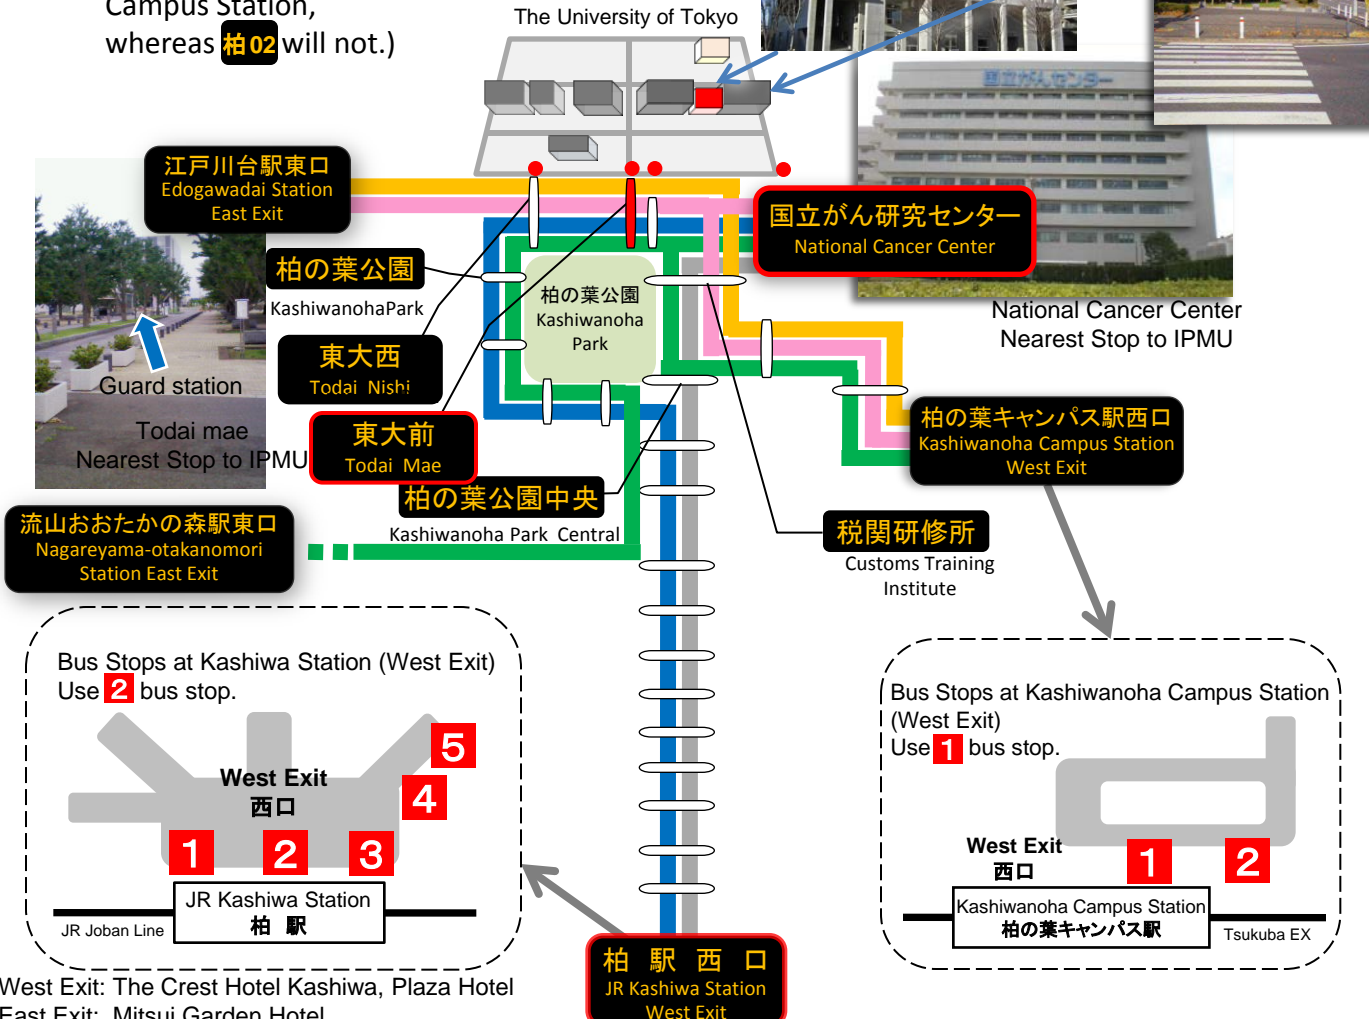 Campus Station,
whereas 柏02 will not.)
The University of Tokyo
国立がんセンター
江戸川台駅東口
Edogawadai Station
East Exit
国立がん研究センター
National Cancer Center
柏の葉公園
KashiwanohaPark
柏の葉公園
Kashiwanoha
Park
National Cancer Center
Nearest Stop to IPMU
東大西
Todai Nishi
Guard station
Todai mae
Nearest Stop to IPMU
東大前
Todai Mae
柏の葉キャンパス駅西口
Kashiwanoha Campus Station
West Exit
柏の葉公園中央
Kashiwanoha Park Central
流山おおたかの森駅東口
Nagareyama-otakanomori
Station East Exit
税関研修所
Customs Training
Institute
Bus Stops at Kashiwa Station (West Exit)
Use 2 bus stop.
5
4
West Exit
西口
1 2 3
JR Kashiwa Station
柏 駅
JR Joban Line
Bus Stops at Kashiwanoha Campus Station
(West Exit)
Use 1 bus stop.
West Exit
西口
1 2
Kashiwanoha Campus Station
柏の葉キャンパス駅
Tsukuba EX
柏 駅 西 口
JR Kashiwa Station
West Exit
West Exit: The Crest Hotel Kashiwa, Plaza Hotel
East Exit: Mitsui Garden Hotel